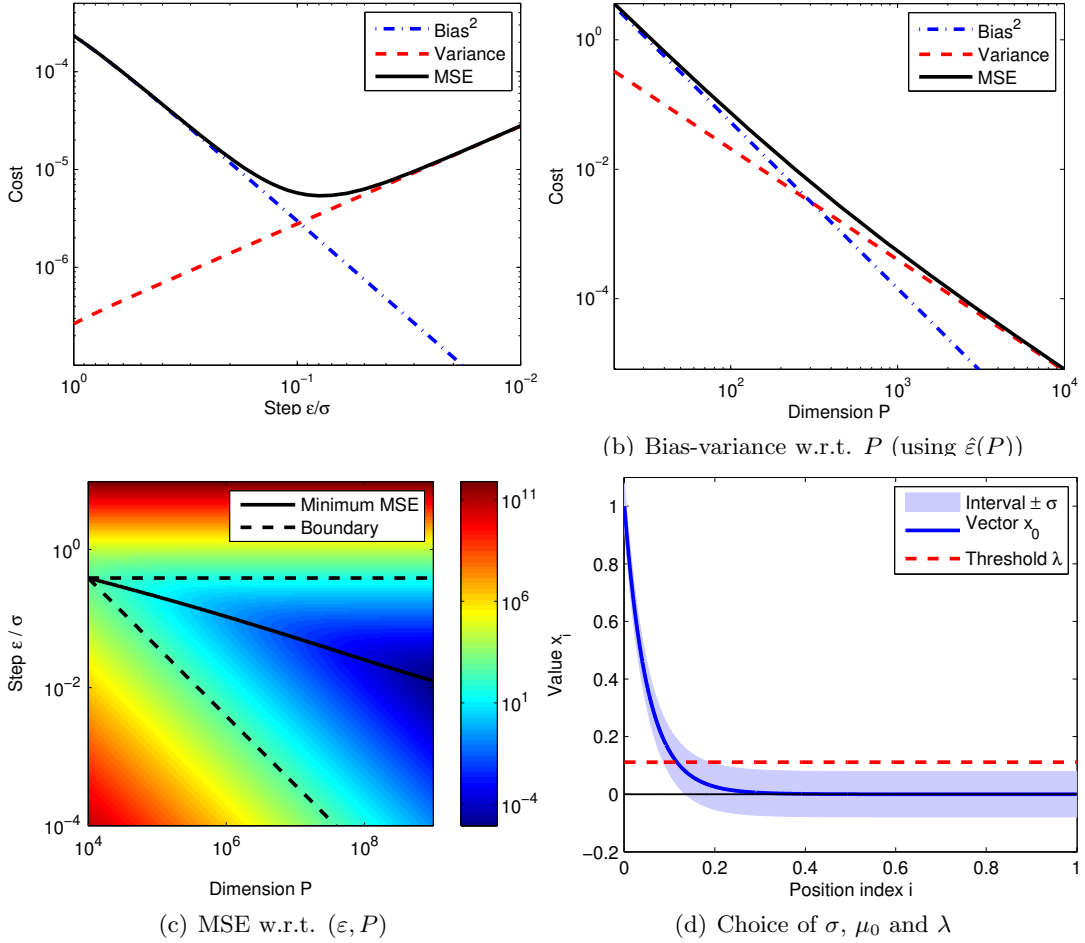 Bias²
Variance
MSE
10⁻⁴
10⁻⁵
10⁻⁶
Cost
10⁰
10⁻¹
10⁻²
Step ε/σ
Bias²
Variance
MSE
10⁰
10⁻²
10⁻⁴
Cost
10²
10³
10⁴
Dimension P
(b) Bias-variance w.r.t. P (using ε̂(P))
Minimum MSE
Boundary
10⁰
10⁻²
10⁻⁴
Step ε / σ
10⁴
10⁶
10⁸
Dimension P
10¹¹
10⁶
10¹
10⁻⁴
(c) MSE w.r.t. (ε, P)
Interval ± σ
Vector x₀
Threshold λ
1
0.8
0.6
0.4
0.2
0
−0.2
Value xᵢ
0
0.2
0.4
0.6
0.8
1
Position index i
(d) Choice of σ, μ₀ and λ